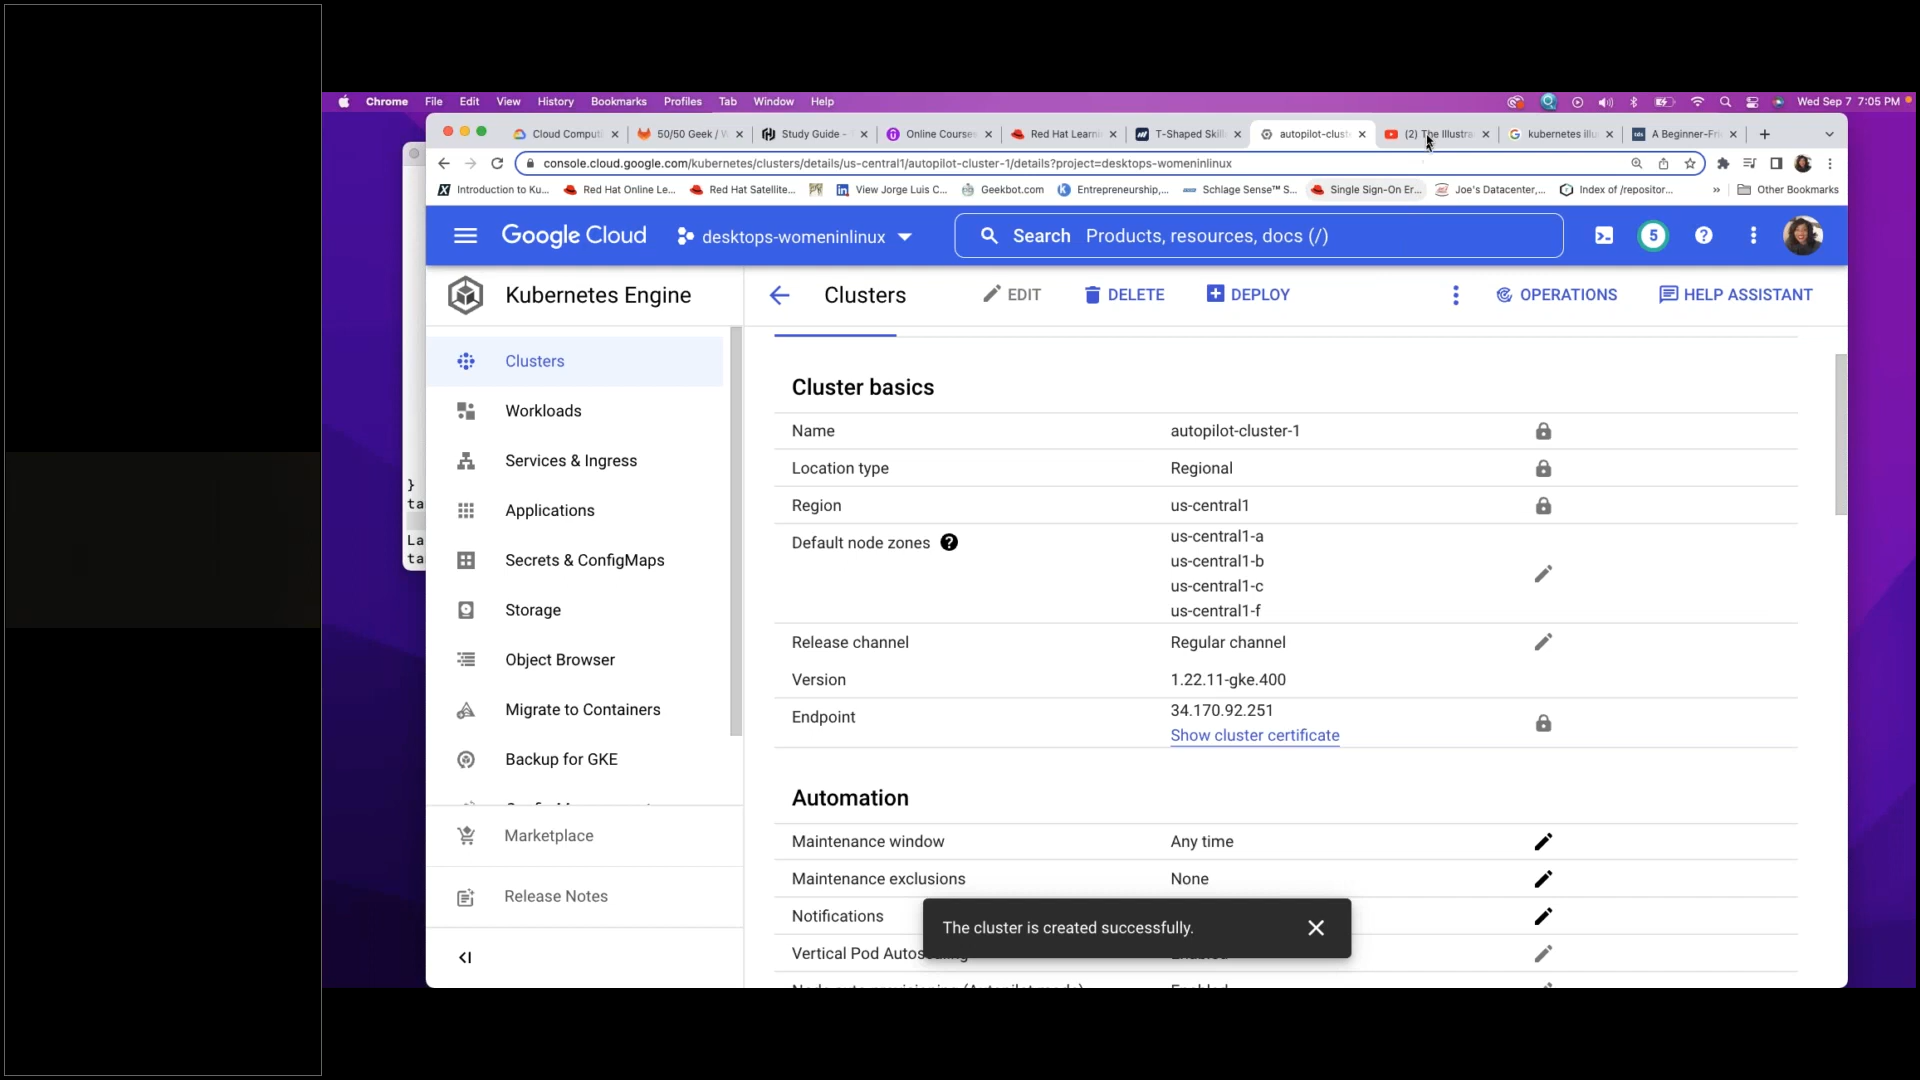 Chrome File Edit View History Bookmarks Profiles Tab Window Help Wed Sep 7 7:05 PM
Cloud Comput 50/50 Geek / Study Guide - Online Courses Red Hat Learni T-Shaped Skil autopilot-clust (2) The Illustra kubernetes illu A Beginner-Fri
console.cloud.google.com/kubernetes/clusters/details/us-central1/autopilot-cluster-1/details?project=desktops-womeninlinux
Introduction to Ku... Red Hat Online Le... Red Hat Satellite... View Jorge Luis C... Geekbot.com Entrepreneurship,... Schlage Sense™ S... Single Sign-On Er... Joe's Datacenter,... Index of /repositor... » Other Bookmarks
Google Cloud desktops-womeninlinux Search Products, resources, docs (/) 5
Kubernetes Engine
Clusters EDIT DELETE DEPLOY OPERATIONS HELP ASSISTANT
Clusters
Workloads
Services & Ingress
Applications
Secrets & ConfigMaps
Storage
Object Browser
Migrate to Containers
Backup for GKE
Marketplace
Release Notes
}
ta
La
ta
Cluster basics
Name autopilot-cluster-1
Location type Regional
Region us-central1
Default node zones us-central1-a
us-central1-b
us-central1-c
us-central1-f
Release channel Regular channel
Version 1.22.11-gke.400
Endpoint 34.170.92.251
Show cluster certificate
Automation
Maintenance window Any time
Maintenance exclusions None
Notifications
The cluster is created successfully.
Vertical Pod Autos